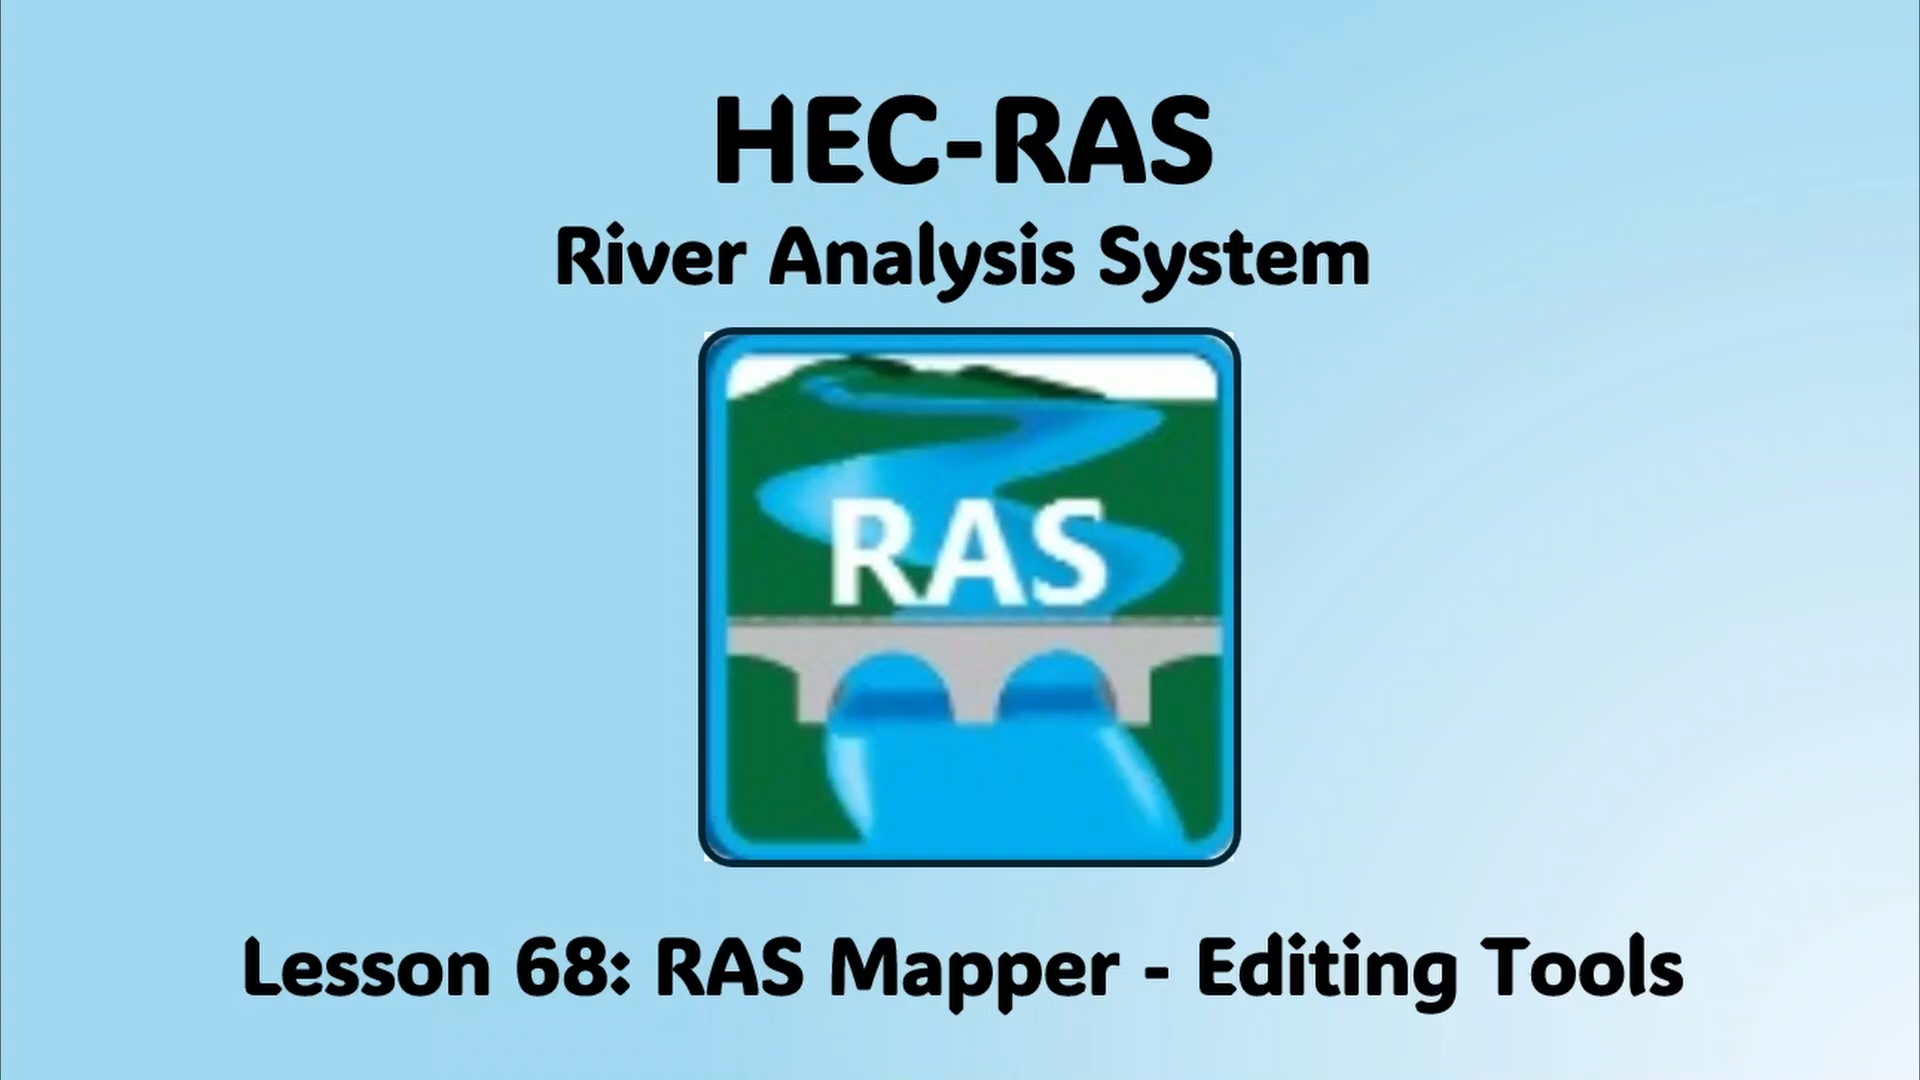 HEC-RAS
River Analysis System
RAS
Lesson 68: RAS Mapper - Editing Tools